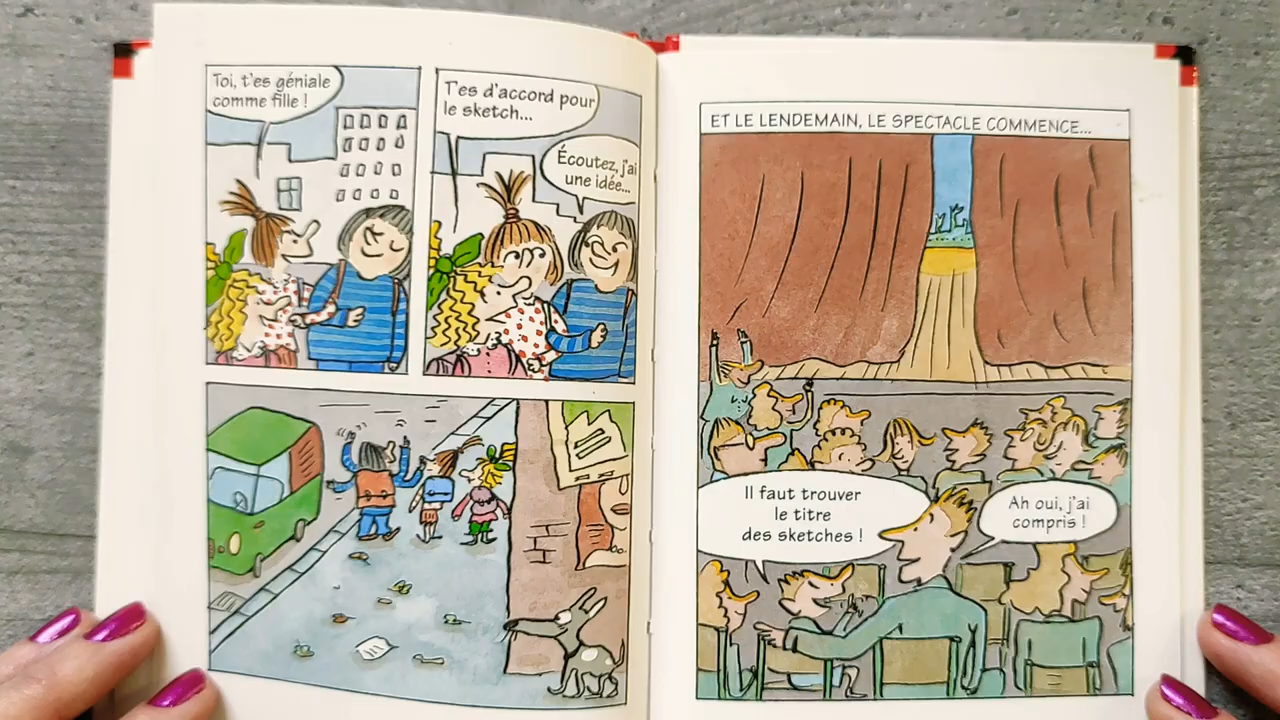 Toi, t'es géniale
comme fille !
T'es d'accord pour
le sketch...
Écoutez, j'ai
une idée...
ET LE LENDEMAIN, LE SPECTACLE COMMENCE...
Il faut trouver
le titre
des sketches !
Ah oui, j'ai
compris !